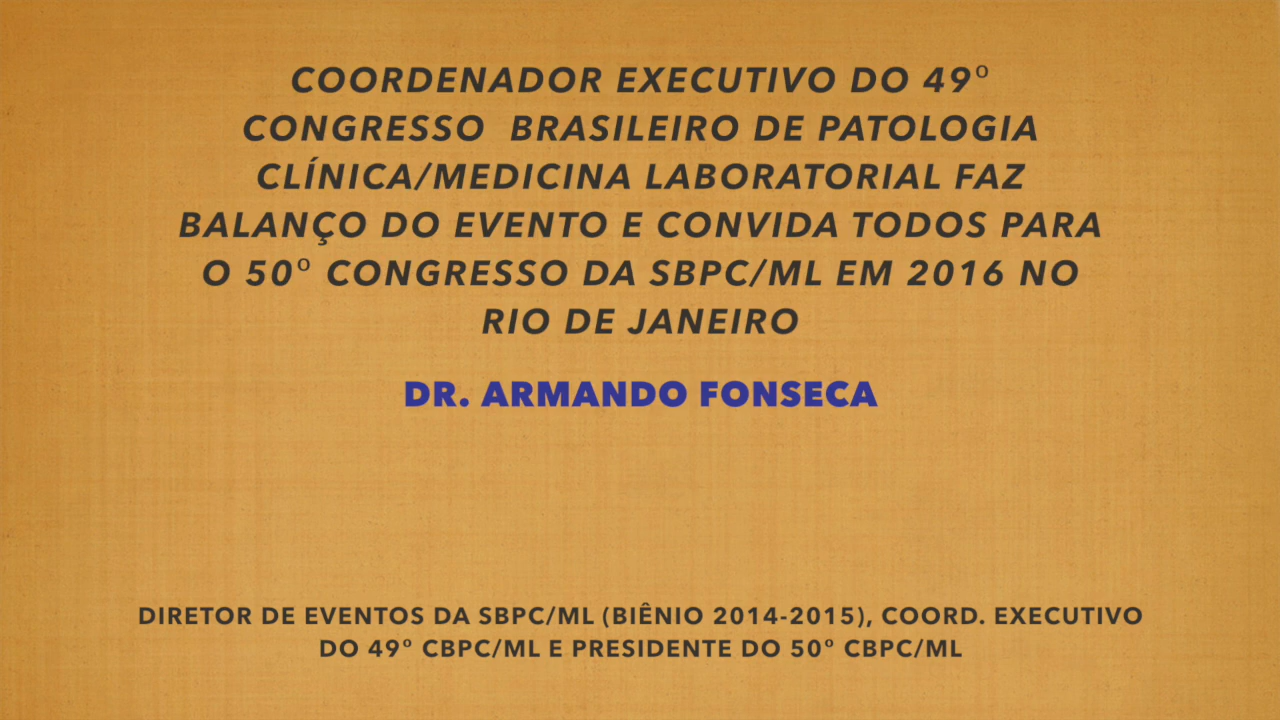 COORDENADOR EXECUTIVO DO 49º
CONGRESSO BRASILEIRO DE PATOLOGIA
CLÍNICA/MEDICINA LABORATORIAL FAZ
BALANÇO DO EVENTO E CONVIDA TODOS PARA
O 50º CONGRESSO DA SBPC/ML EM 2016 NO
RIO DE JANEIRO
DR. ARMANDO FONSECA
DIRETOR DE EVENTOS DA SBPC/ML (BIÊNIO 2014-2015), COORD. EXECUTIVO
DO 49º CBPC/ML E PRESIDENTE DO 50º CBPC/ML